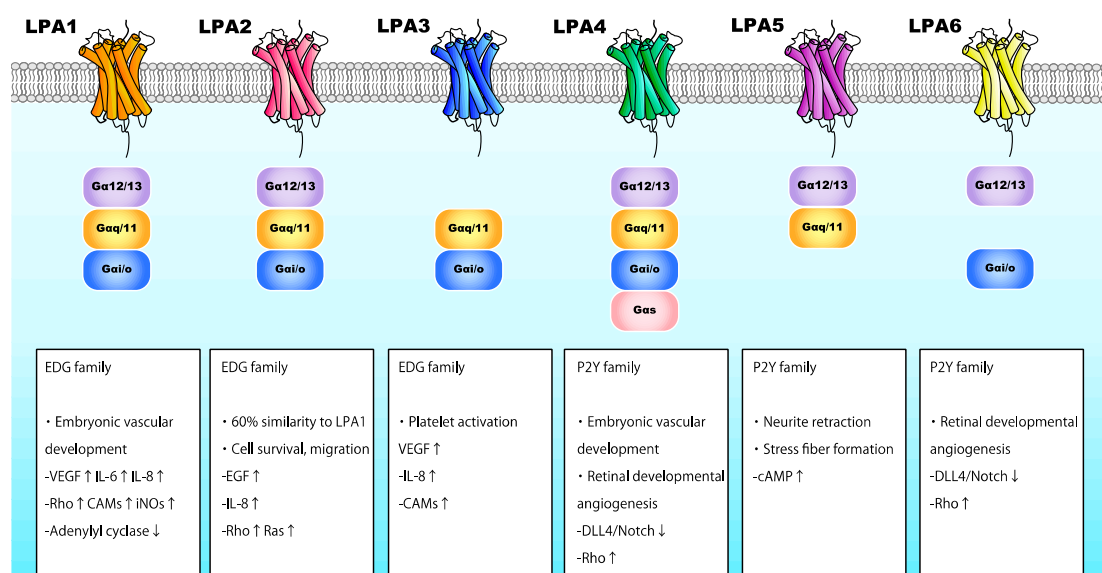 LPA1
LPA2
LPA3
LPA4
LPA5
LPA6
Gα12/13
Gα12/13
Gα12/13
Gα12/13
Gα12/13
Gαq/11
Gαq/11
Gαq/11
Gαq/11
Gαq/11
Gαi/o
Gαi/o
Gαi/o
Gαi/o
Gαi/o
Gαs
EDG family
・Embryonic vascular
development
-VEGF ↑ IL-6 ↑ IL-8 ↑
-Rho ↑ CAMs ↑ iNOs ↑
-Adenylyl cyclase ↓
EDG family
・60% similarity to LPA1
・Cell survival, migration
-EGF ↑
-IL-8 ↑
-Rho ↑ Ras ↑
EDG family
・Platelet activation
VEGF ↑
-IL-8 ↑
-CAMs ↑
P2Y family
・Embryonic vascular
development
・Retinal developmental
angiogenesis
-DLL4/Notch ↓
-Rho ↑
P2Y family
・Neurite retraction
・Stress fiber formation
-cAMP ↑
P2Y family
・Retinal developmental
angiogenesis
-DLL4/Notch ↓
-Rho ↑